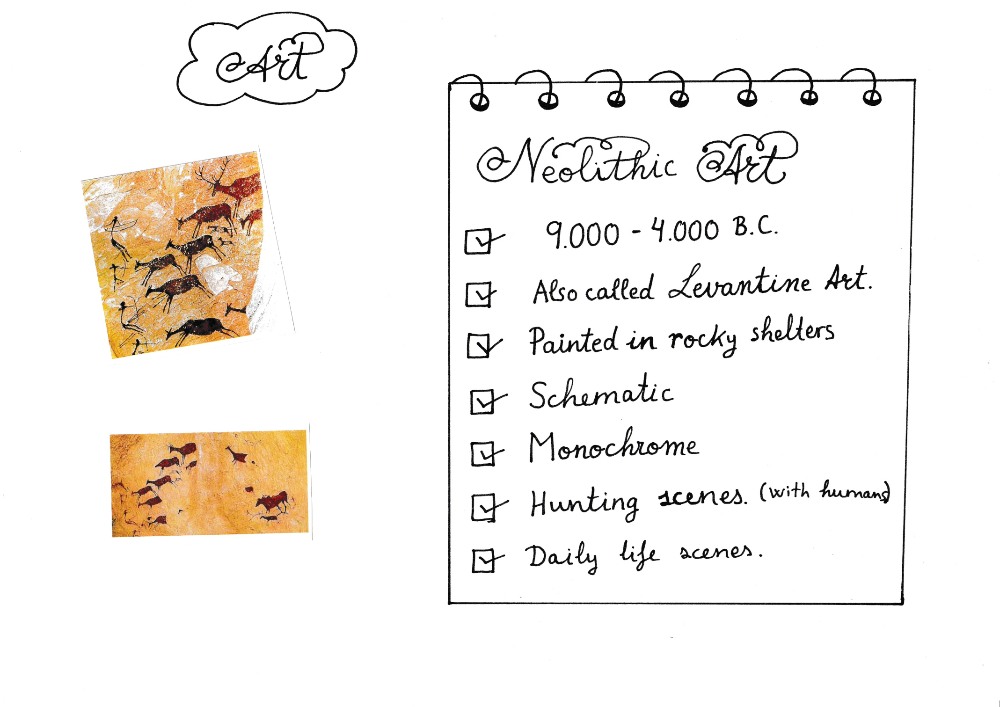 Art
Neolithic Art
9.000 - 4.000 B.C.
Also called Levantine Art.
Painted in rocky shelters
Schematic
Monochrome
Hunting scenes. (with humans)
Daily life scenes.